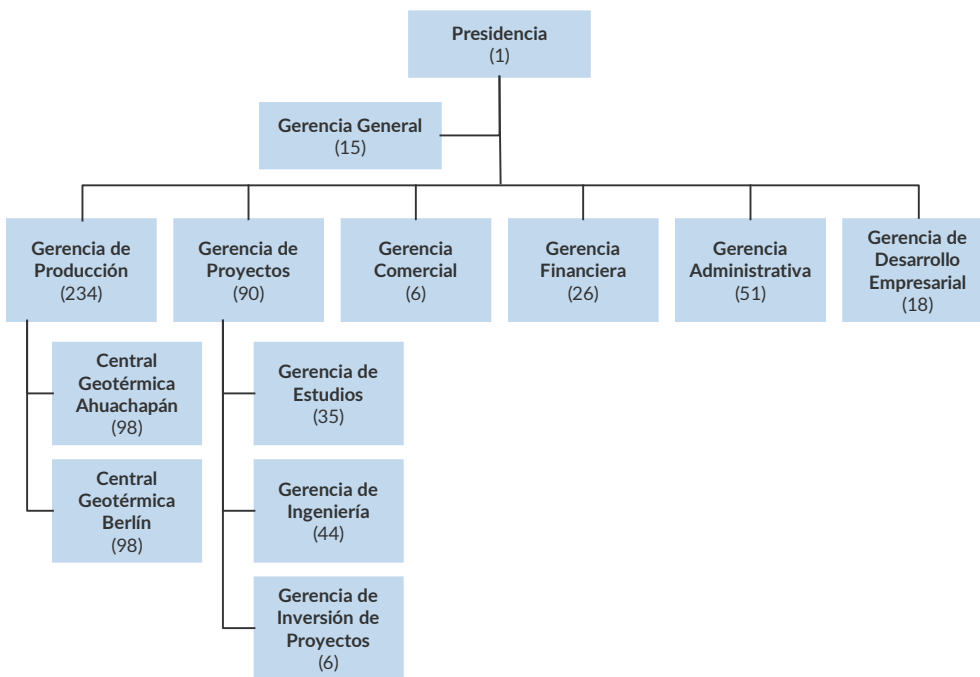 Presidencia
(1)
Gerencia General
(15)
Gerencia de
Producción
(234)
Gerencia de
Proyectos
(90)
Gerencia
Comercial
(6)
Gerencia
Financiera
(26)
Gerencia
Administrativa
(51)
Gerencia de
Desarrollo
Empresarial
(18)
Central
Geotérmica
Ahuachapán
(98)
Central
Geotérmica
Berlín
(98)
Gerencia de
Estudios
(35)
Gerencia de
Ingeniería
(44)
Gerencia de
Inversión de
Proyectos
(6)